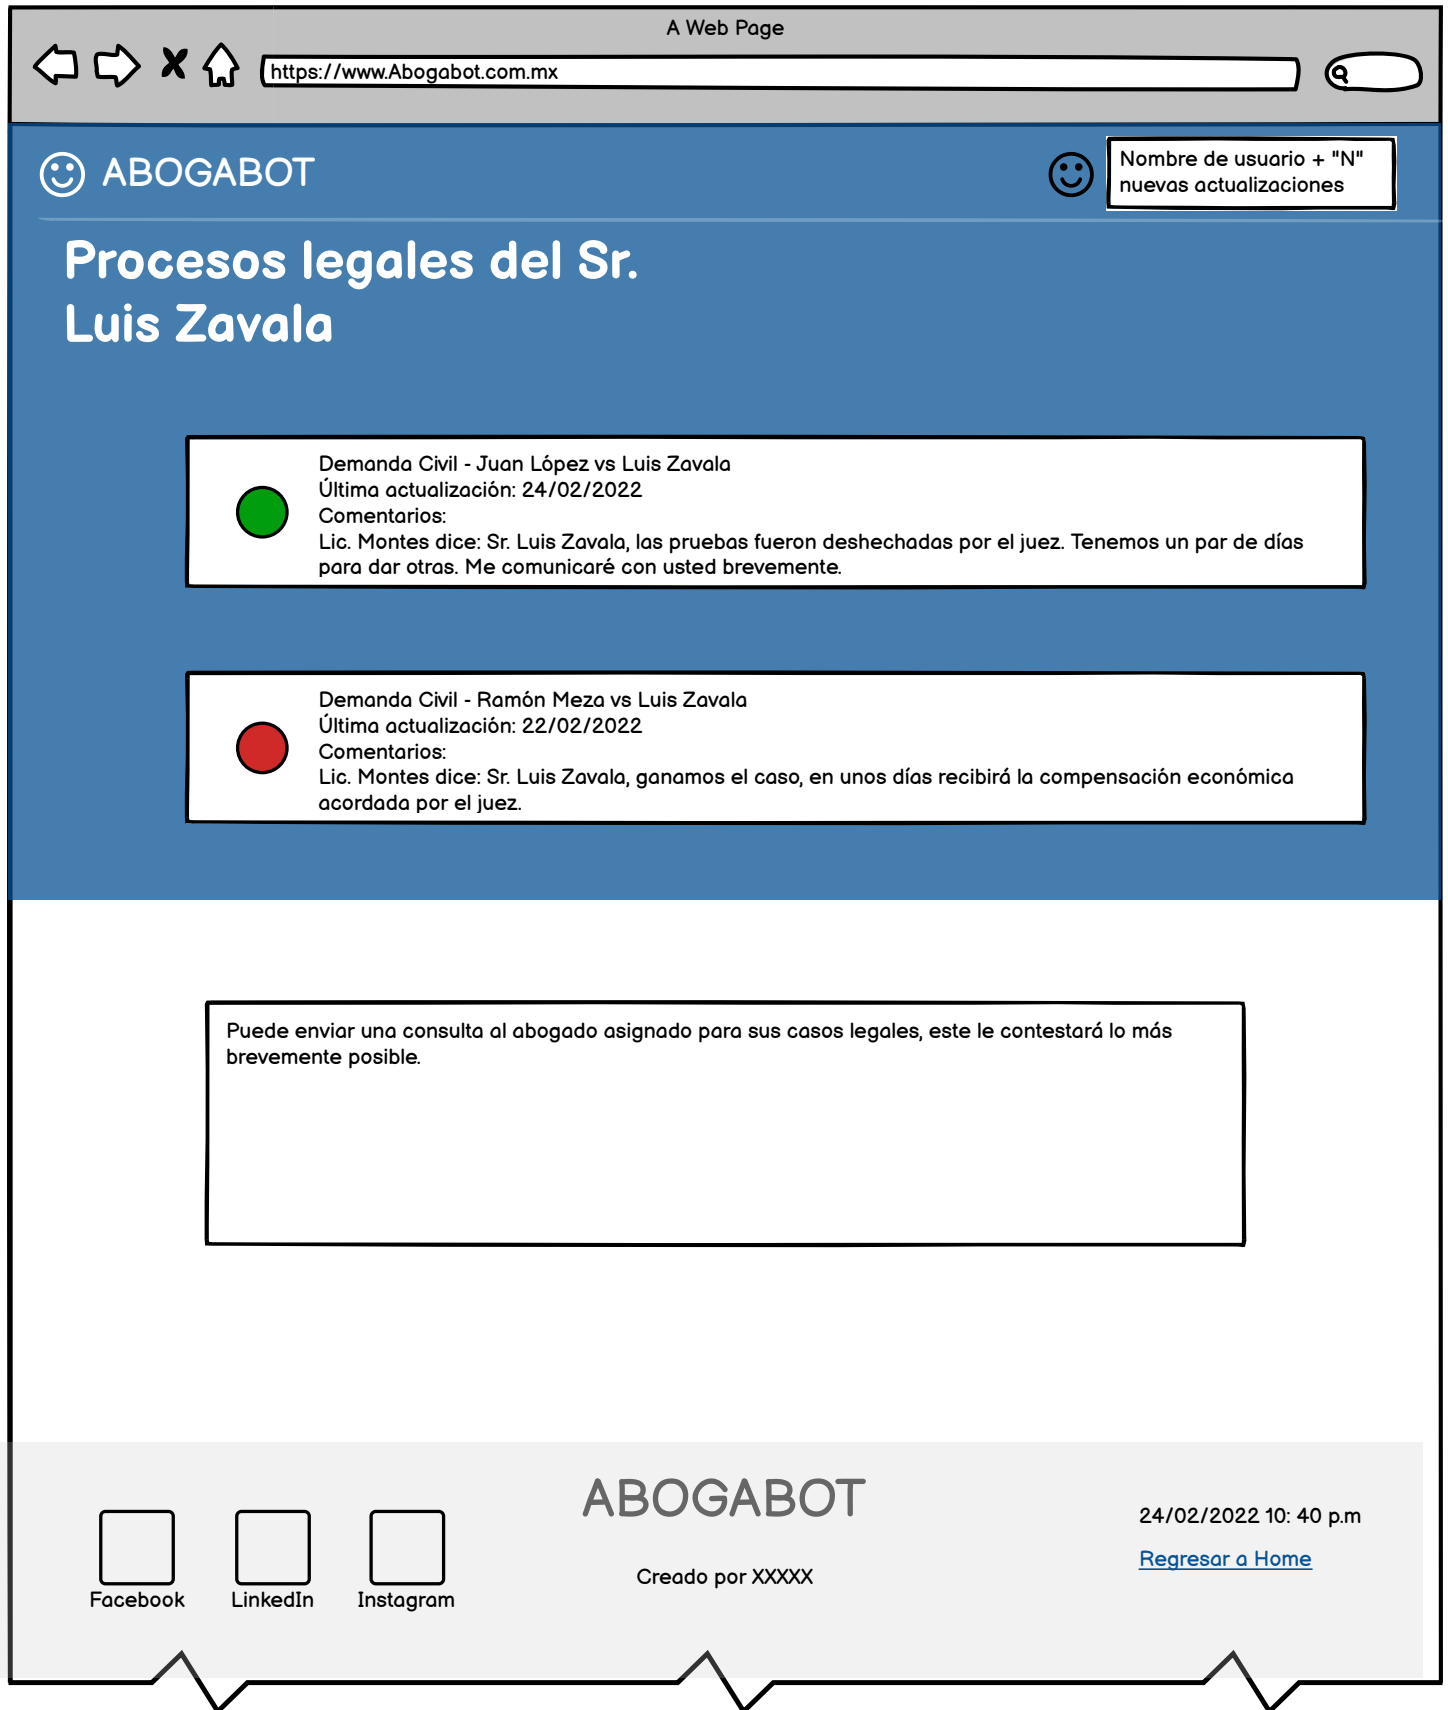 A Web Page
https://www.Abogabot.com.mx
ABOGABOT
Nombre de usuario + "N"
nuevas actualizaciones
Procesos legales del Sr.
Luis Zavala
Demanda Civil - Juan López vs Luis Zavala
Última actualización: 24/02/2022
Comentarios:
Lic. Montes dice: Sr. Luis Zavala, las pruebas fueron deshechadas por el juez. Tenemos un par de días
para dar otras. Me comunicaré con usted brevemente.
Demanda Civil - Ramón Meza vs Luis Zavala
Última actualización: 22/02/2022
Comentarios:
Lic. Montes dice: Sr. Luis Zavala, ganamos el caso, en unos días recibirá la compensación económica
acordada por el juez.
Puede enviar una consulta al abogado asignado para sus casos legales, este le contestará lo más
brevemente posible.
ABOGABOT
24/02/2022 10: 40 p.m
Regresar a Home
Creado por XXXXX
Facebook
LinkedIn
Instagram